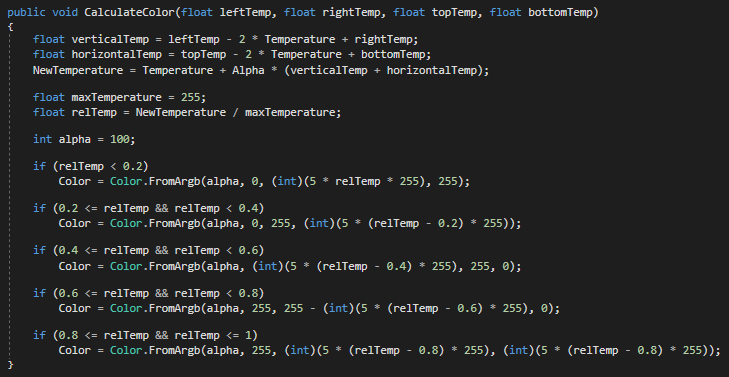 public void CalculateColor(float leftTemp, float rightTemp, float topTemp, float bottomTemp)
{
    float verticalTemp = leftTemp - 2 * Temperature + rightTemp;
    float horizontalTemp = topTemp - 2 * Temperature + bottomTemp;
    NewTemperature = Temperature + Alpha * (verticalTemp + horizontalTemp);

    float maxTemperature = 255;
    float relTemp = NewTemperature / maxTemperature;

    int alpha = 100;

    if (relTemp < 0.2)
        Color = Color.FromArgb(alpha, 0, (int)(5 * relTemp * 255), 255);

    if (0.2 <= relTemp && relTemp < 0.4)
        Color = Color.FromArgb(alpha, 0, 255, (int)(5 * (relTemp - 0.2) * 255));

    if (0.4 <= relTemp && relTemp < 0.6)
        Color = Color.FromArgb(alpha, (int)(5 * (relTemp - 0.4) * 255), 255, 0);

    if (0.6 <= relTemp && relTemp < 0.8)
        Color = Color.FromArgb(alpha, 255, 255 - (int)(5 * (relTemp - 0.6) * 255), 0);

    if (0.8 <= relTemp && relTemp <= 1)
        Color = Color.FromArgb(alpha, 255, (int)(5 * (relTemp - 0.8) * 255), (int)(5 * (relTemp - 0.8) * 255));
}